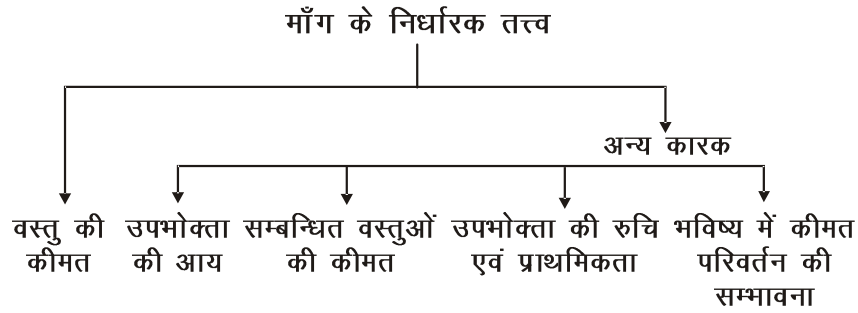 माँग के निर्धारक तत्त्व
अन्य कारक
वस्तु की
कीमत
उपभोक्ता
की आय
सम्बन्धित वस्तुओं
की कीमत
उपभोक्ता की रुचि
एवं प्राथमिकता
भविष्य में कीमत
परिवर्तन की
सम्भावना